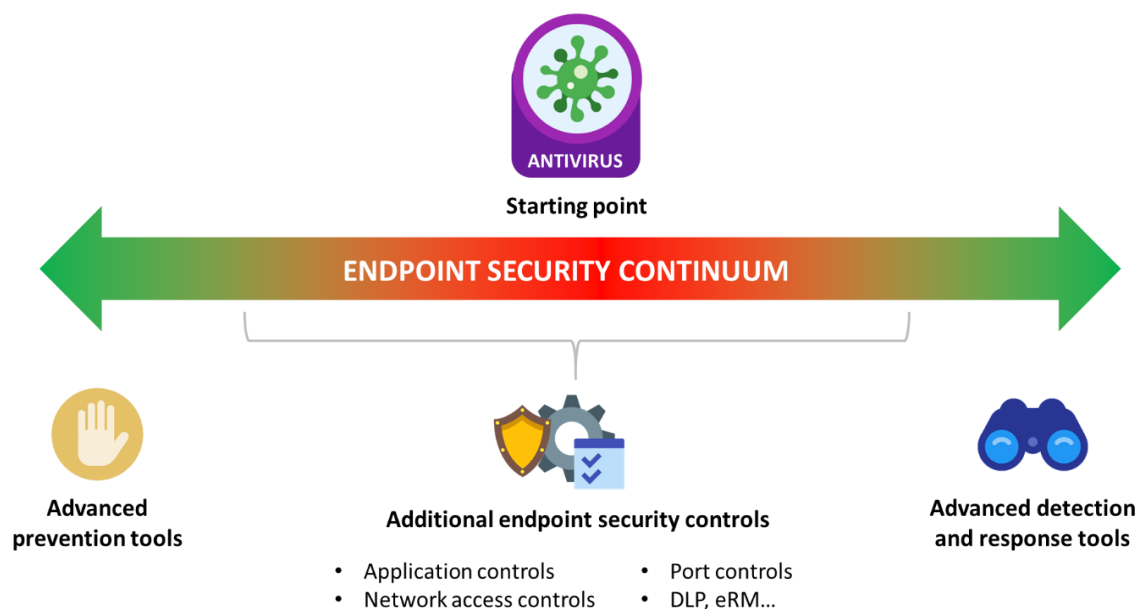 ANTIVIRUS
Starting point
ENDPOINT SECURITY CONTINUUM
Advanced
prevention tools
Additional endpoint security controls
• Application controls
• Network access controls
• Port controls
• DLP, eRM...
Advanced detection
and response tools